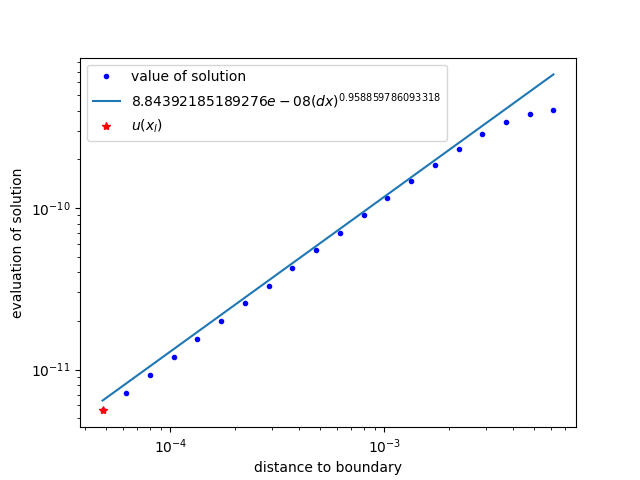 value of solution
8.84392185189276e − 08(dx)^0.958859786093318
u(x_l)
10^−10
10^−11
evaluation of solution
10^−4
10^−3
distance to boundary